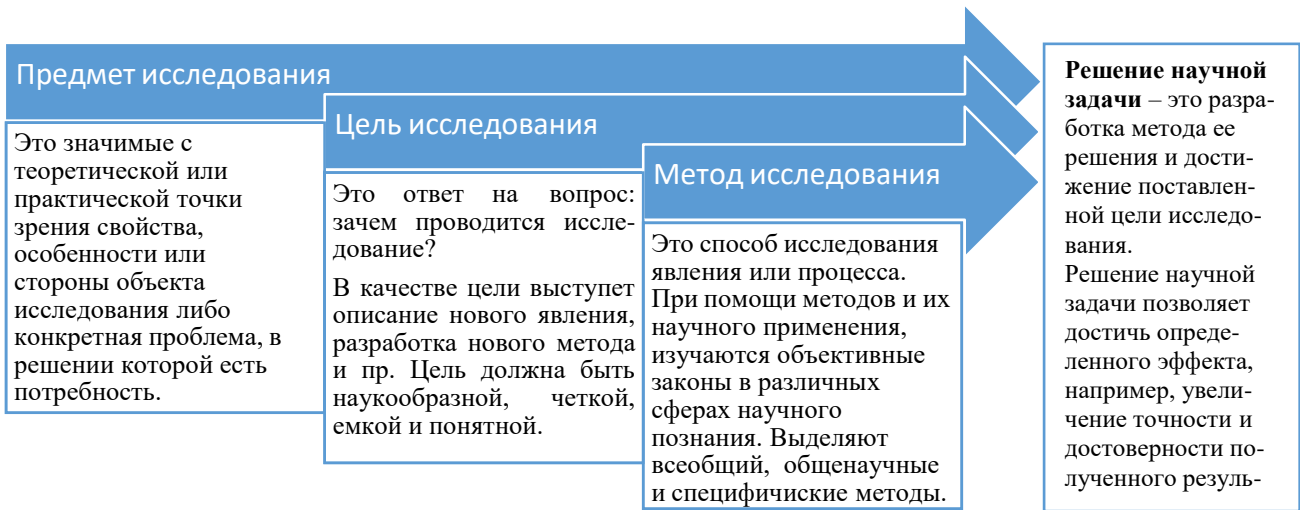 Предмет исследования
Это значимые с
теоретической или
практической точки
зрения свойства,
особенности или
стороны объекта
исследования либо
конкретная проблема, в
решении которой есть
потребность.
Цель исследования
Это ответ на вопрос:
зачем проводится иссле-
дование?
В качестве цели выступет
описание нового явления,
разработка нового метода
и пр. Цель должна быть
наукообразной, четкой,
емкой и понятной.
Метод исследования
Это способ исследования
явления или процесса.
При помощи методов и их
научного применения,
изучаются объективные
законы в различных
сферах научного
познания. Выделяют
всеобщий, общенаучные
и специфичиские методы.
Решение научной
задачи – это разра-
ботка метода ее
решения и дости-
жение поставлен-
ной цели исследо-
вания.
Решение научной
задачи позволяет
достичь опреде-
ленного эффекта,
например, увели-
чение точности и
достоверности по-
лученного резуль-